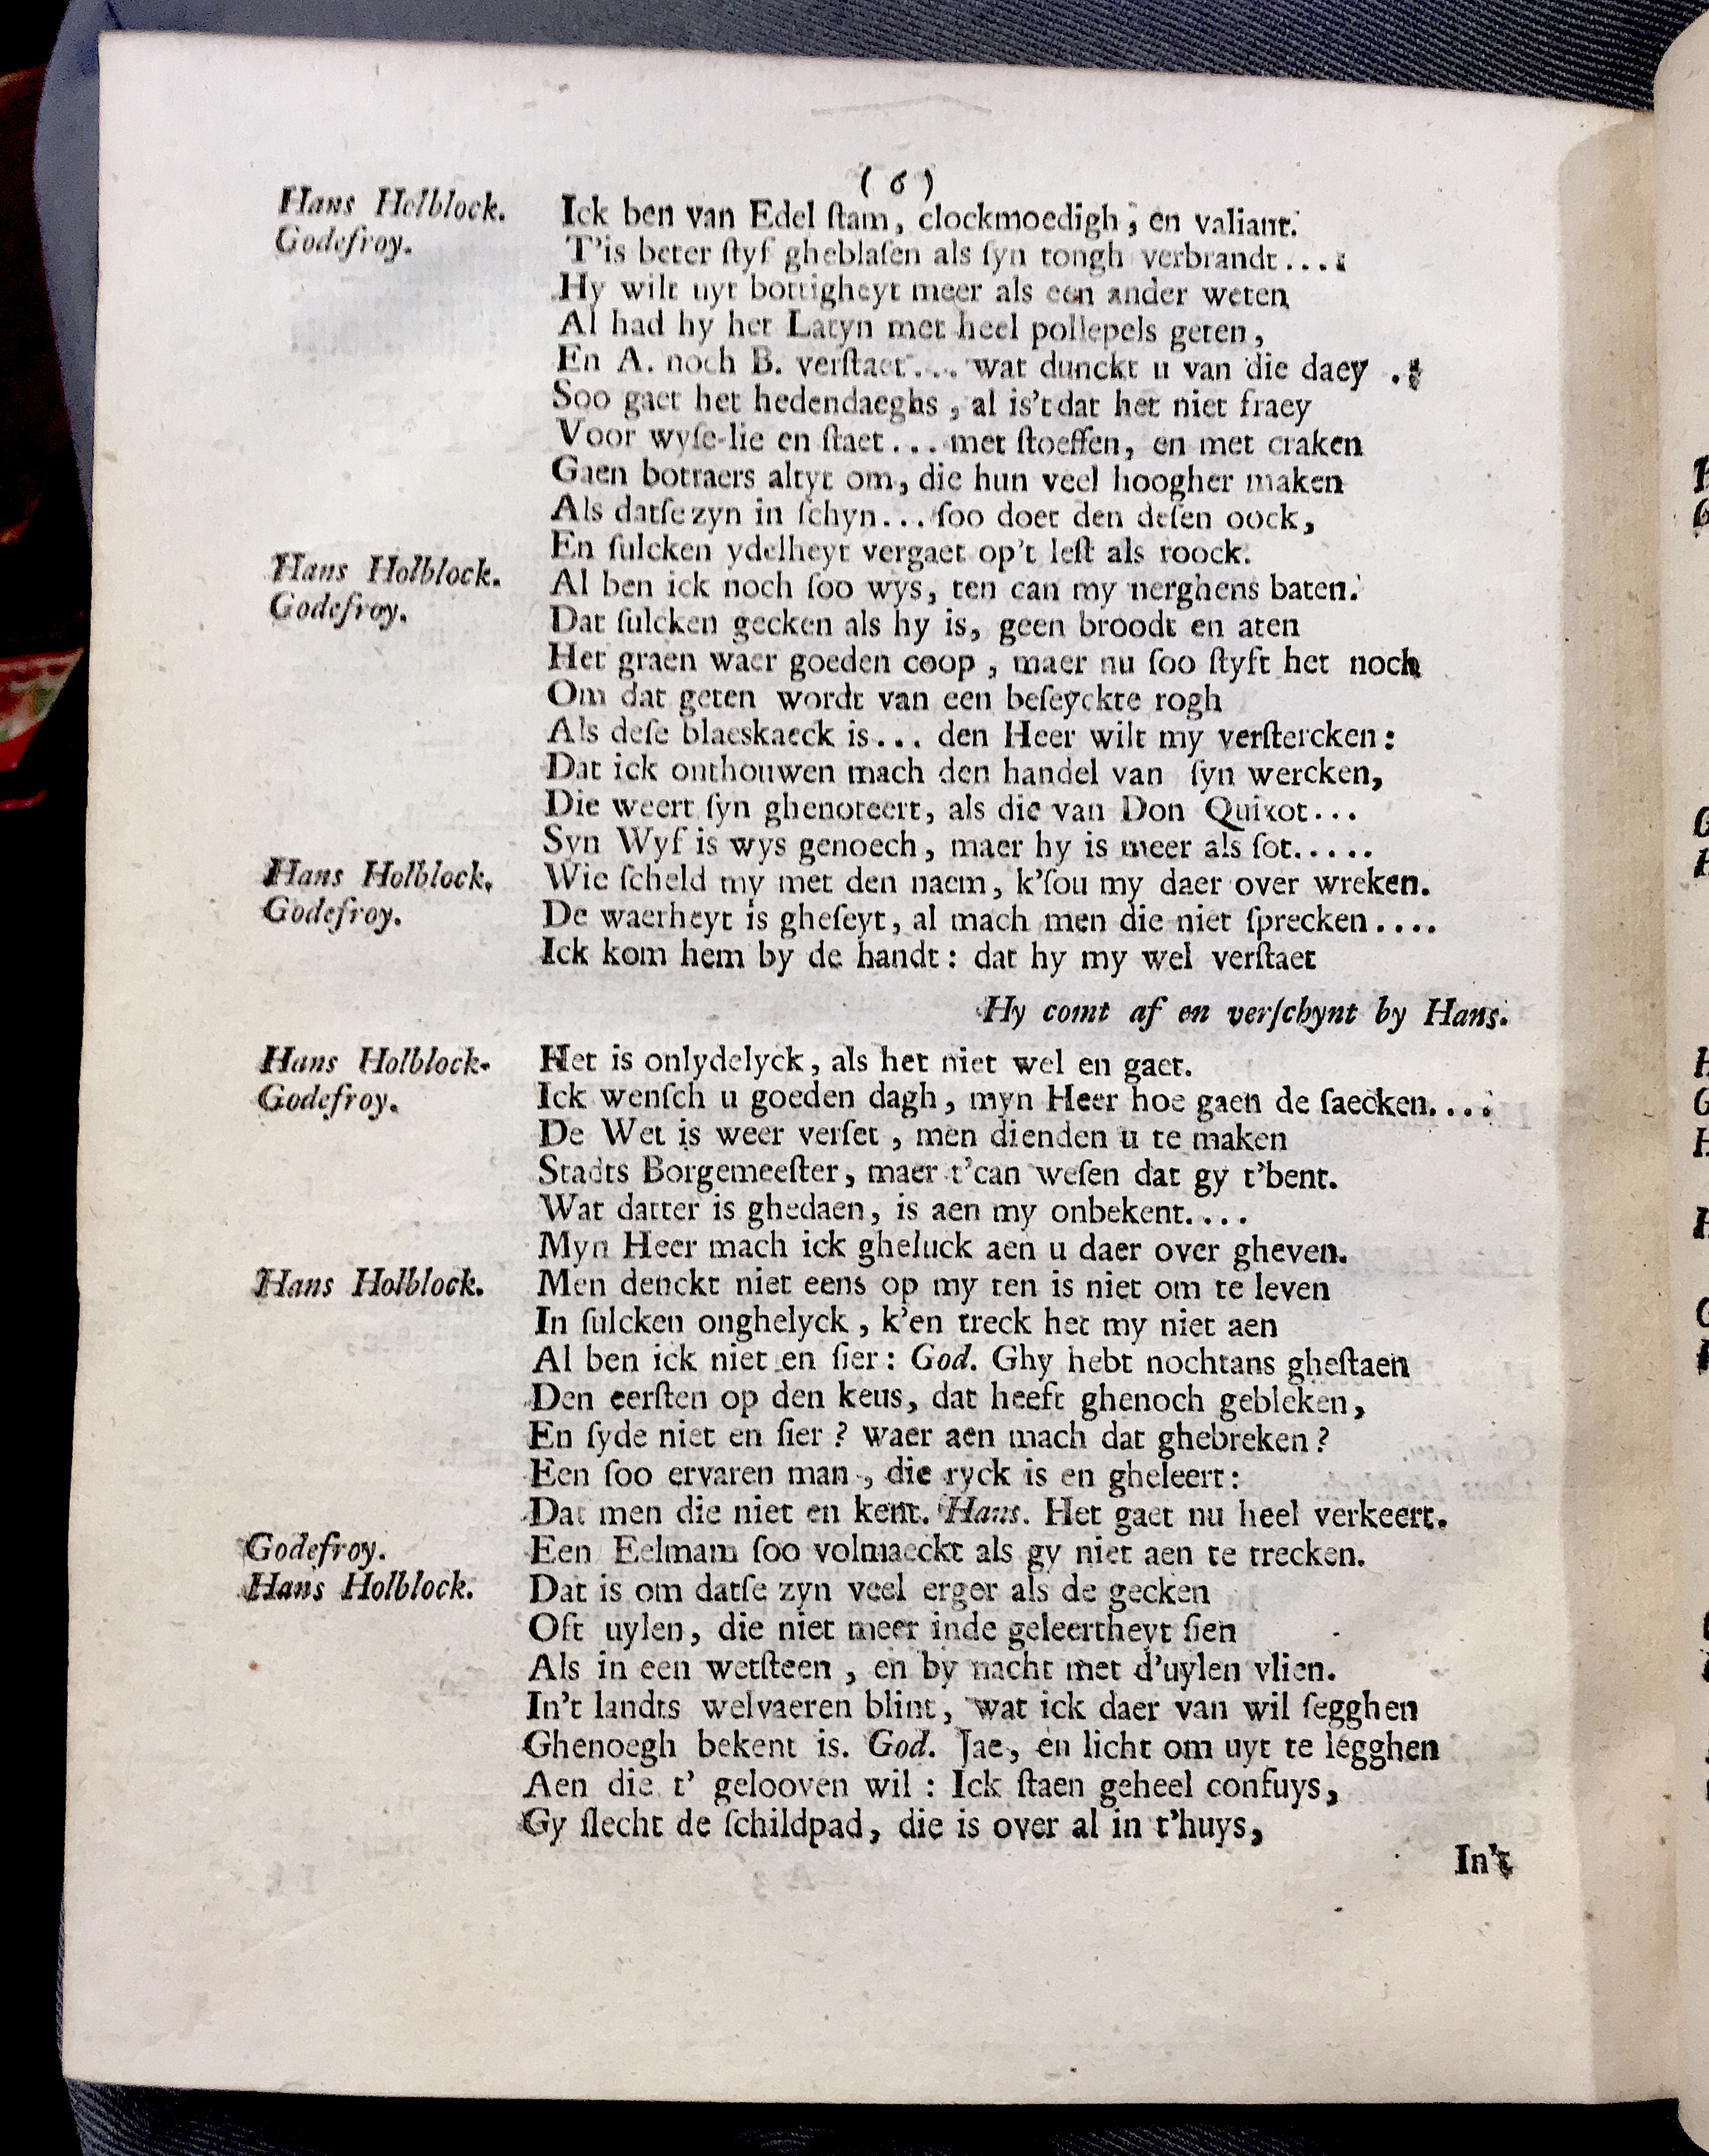 ( 6 )
Hans Holblock. Ick ben van Edel ſtam, clockmoedigh, en valiant.
Godefroy. T'is beter ſtyf gheblaſen als ſyn tongh verbrandt....
Hy wilt uyt bottigheyt meer als een ander weten
Al had hy het Latyn met heel pollepels geten,
En A. noch B. verſtaet... wat dunckt u van die daey ..
Soo gaet het hedendaeghs, al is't dat het niet fraey
Voor wyſe-lie en ſtaet... met ſtoeffen, en met craken
Gaen botraers altyt om, die hun veel hoogher maken
Als datſe zyn in ſchyn... ſoo doet den deſen oock,
En ſulcken ydelheyt vergaet op't leſt als roock.
Hans Holblock. Al ben ick noch ſoo wys, ten can my nerghens baten.
Godefroy. Dat ſulcken gecken als hy is, geen broodt en aten
Het graen waer goeden coop, maer nu ſoo ſtyft het noch
Om dat geten wordt van een beſeyckte rogh
Als deſe blaeskaeck is... den Heer wilt my verſtercken:
Dat ick onthouwen mach den handel van ſyn wercken,
Die weert ſyn ghenoteert, als die van Don Quixot...
Syn Wyf is wys genoech, maer hy is meer als ſot.....
Hans Holblock. Wie ſcheld my met den naem, k'ſou my daer over wreken.
Godefroy. De waerheyt is gheſeyt, al mach men die niet ſprecken....
Ick kom hem by de handt: dat hy my wel verſtaet
Hy comt af en verſchynt by Hans.
Hans Holblock. Het is onlydelyck, als het niet wel en gaet.
Godefroy. Ick wenſch u goeden dagh, myn Heer hoe gaen de ſaecken....
De Wet is weer verſet, men dienden u te maken
Stadts Borgemeeſter, maer t'can weſen dat gy t'bent.
Wat datter is ghedaen, is aen my onbekent....
Myn Heer mach ick gheluck aen u daer over gheven.
Hans Holblock. Men denckt niet eens op my ten is niet om te leven
In ſulcken onghelyck, k'en treck het my niet aen
Al ben ick niet en ſier: God. Ghy hebt nochtans gheſtaen
Den eerſten op den keus, dat heeft ghenoch gebleken,
En ſyde niet en ſier? waer aen mach dat ghebreken?
Een ſoo ervaren man, die ryck is en gheleert:
Dat men die niet en kent. Hans. Het gaet nu heel verkeert.
Godefroy. Een Eelmam ſoo volmaeckt als gy niet aen te trecken.
Hans Holblock. Dat is om datſe zyn veel erger als de gecken
Oft uylen, die niet meer inde geleertheyt ſien
Als in een wetſteen, en by nacht met d'uylen vlien.
In't landts welvaeren blint, wat ick daer van wil ſegghen
Ghenoegh bekent is. God. Jae, en licht om uyt te legghen
Aen die t' gelooven wil: Ick ſtaen geheel confuys,
Gy ſlecht de ſchildpad, die is over al in t'huys,
In't